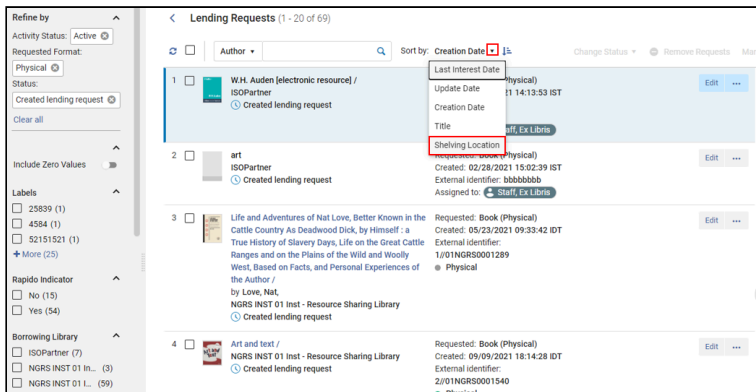 Refine by
Activity Status: Active
Requested Format:
Physical
Status:
Created lending request
Clear all
Include Zero Values
Labels
25839 (1)
4584 (1)
52151521 (1)
+ More (25)
Rapido Indicator
No (15)
Yes (54)
Borrowing Library
ISOPartner (7)
NGRS INST 01 In... (3)
NGRS INST 01 I... (59)
Lending Requests (1 - 20 of 69)
Author
Sort by: Creation Date
Change Status
Remove Requests
Last Interest Date
Update Date
Creation Date
Title
Shelving Location
1
W.H. Auden [electronic resource] /
ISOPartner
Created lending request
Physical)
21 14:13:53 IST
Staff, Ex Libris
Edit
2
art
ISOPartner
Created lending request
Requested: Book (Physical)
Created: 02/28/2021 15:02:39 IST
External identifier: bbbbbbbb
Assigned to: Staff, Ex Libris
Edit
3
Life and Adventures of Nat Love, Better Known in the
Cattle Country As Deadwood Dick, by Himself : a
True History of Slavery Days, Life on the Great Cattle
Ranges and on the Plains of the Wild and Woolly
West, Based on Facts, and Personal Experiences of
the Author /
by Love, Nat,
NGRS INST 01 Inst - Resource Sharing Library
Created lending request
Requested: Book (Physical)
Created: 05/23/2021 09:33:42 IDT
External identifier:
1//01NGRS0001289
Physical
Edit
4
Art and text /
NGRS INST 01 Inst - Resource Sharing Library
Created lending request
Requested: Book (Physical)
Created: 09/09/2021 18:14:28 IDT
External identifier:
2//01NGRS0001540
Physical
Edit